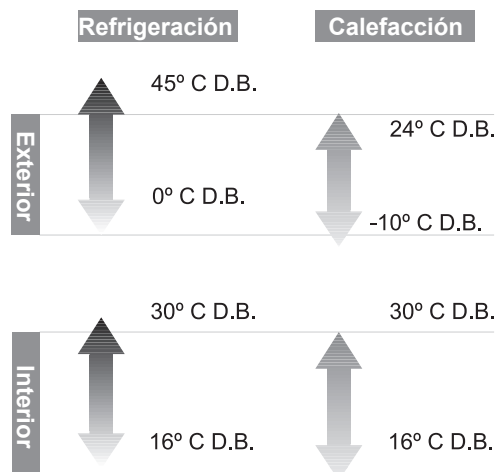 Refrigeración Calefacción
45º C D.B.
Exterior
24º C D.B.
0º C D.B.
-10º C D.B.
30º C D.B. 30º C D.B.
Interior
16º C D.B. 16º C D.B.